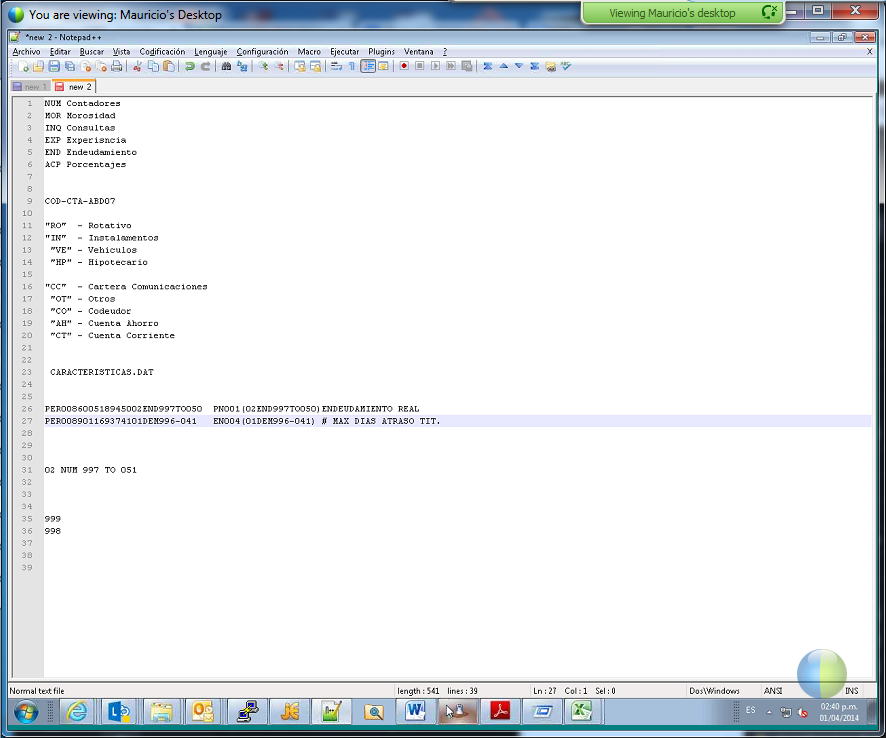 You are viewing: Mauricio's Desktop
Viewing Mauricio's desktop
*new 2 - Notepad++
Archivo Editar Buscar Vista Codificación Lenguaje Configuración Macro Ejecutar Plugins Ventana ?
X
new 1 new 2
1 NUM Contadores
2 MOR Morosidad
3 INQ Consultas
4 EXP Experisncia
5 END Endeudamiento
6 ACP Porcentajes
7
8
9 COD-CTA-ABD07
10
11 "RO" - Rotativo
12 "IN" - Instalamentos
13 "VE" - Vehiculos
14 "HP" - Hipotecario
15
16 "CC" - Cartera Comunicaciones
17 "OT" - Otros
18 "CO" - Codeudor
19 "AH" - Cuenta Ahorro
20 "CT" - Cuenta Corriente
21
22
23 CARACTERISTICAS.DAT
24
25
26 PER008600518945002END997TO050 PN001(02END997TO050)ENDEUDAMIENTO REAL
27 PER008901169374101DEM996-041 EN004(01DEM996-041) # MAX DIAS ATRASO TIT.
28
29
30
31 02 NUM 997 TO 051
32
33
34
35 999
36 998
37
38
39
Normal text file length : 541 lines : 39 Ln : 27 Col : 1 Sel : 0 Dos\Windows ANSI INS
ES 02:40 p.m.
01/04/2014